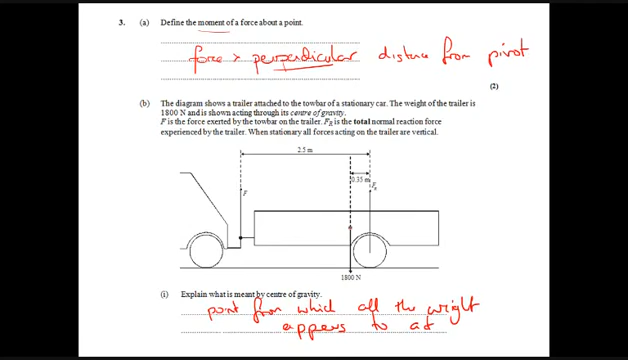 3. (a) Define the moment of a force about a point.
force × perpendicular distance from pivot
(2)
(b) The diagram shows a trailer attached to the towbar of a stationary car. The weight of the trailer is
1800 N and is shown acting through its centre of gravity.
F is the force exerted by the towbar on the trailer. FR is the total normal reaction force
experienced by the trailer. When stationary all forces acting on the trailer are vertical.
2.5 m
0.35 m
F
FR
1800 N
(i) Explain what is meant by centre of gravity.
point from which all the weight
appers to act